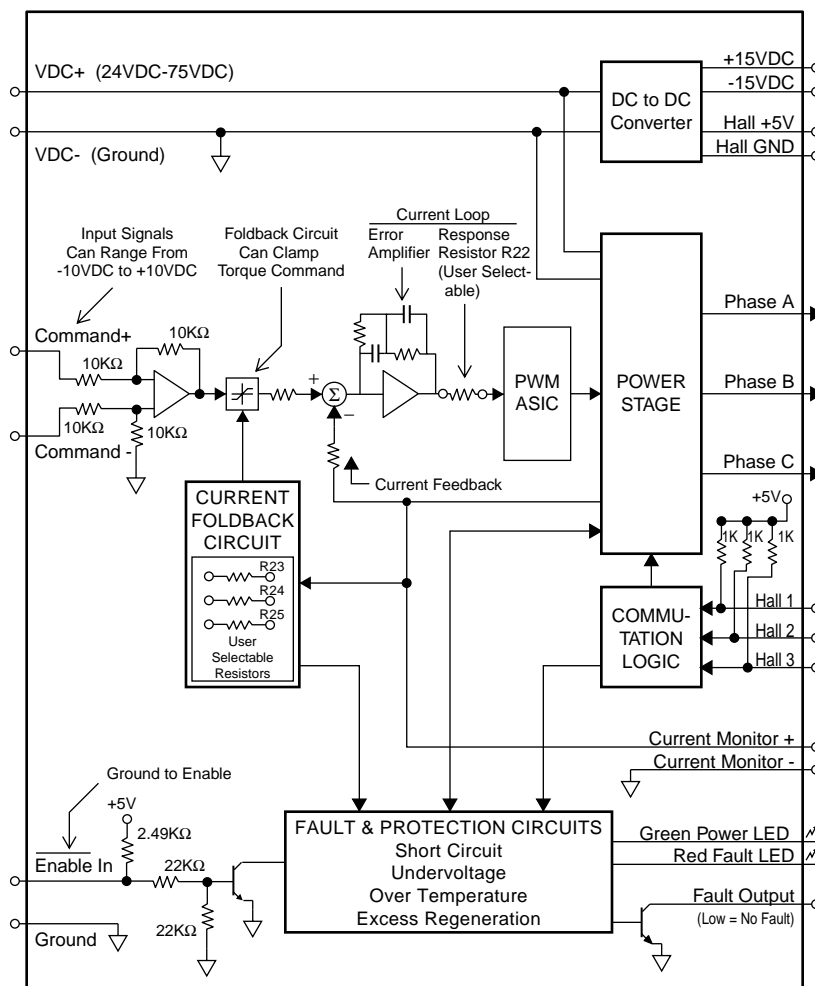 VDC+ (24VDC-75VDC)
VDC- (Ground)
DC to DC
Converter
+15VDC
-15VDC
Hall +5V
Hall GND
Input Signals
Can Range From
-10VDC to +10VDC
Foldback Circuit
Can Clamp
Torque Command
Current Loop
Error
Amplifier
Response
Resistor R22
(User Select-
able)
Command+
10KΩ
10KΩ
10KΩ
10KΩ
Command -
+
Σ
–
PWM
ASIC
POWER
STAGE
Phase A
Phase B
Phase C
Current Feedback
CURRENT
FOLDBACK
CIRCUIT
R23
R24
R25
User
Selectable
Resistors
+5V
1K
1K
1K
COMMU-
TATION
LOGIC
Hall 1
Hall 2
Hall 3
Current Monitor +
Current Monitor -
Ground to Enable
+5V
2.49KΩ
Enable In
22KΩ
22KΩ
Ground
FAULT & PROTECTION CIRCUITS
Short Circuit
Undervoltage
Over Temperature
Excess Regeneration
Green Power LED
Red Fault LED
Fault Output
(Low = No Fault)